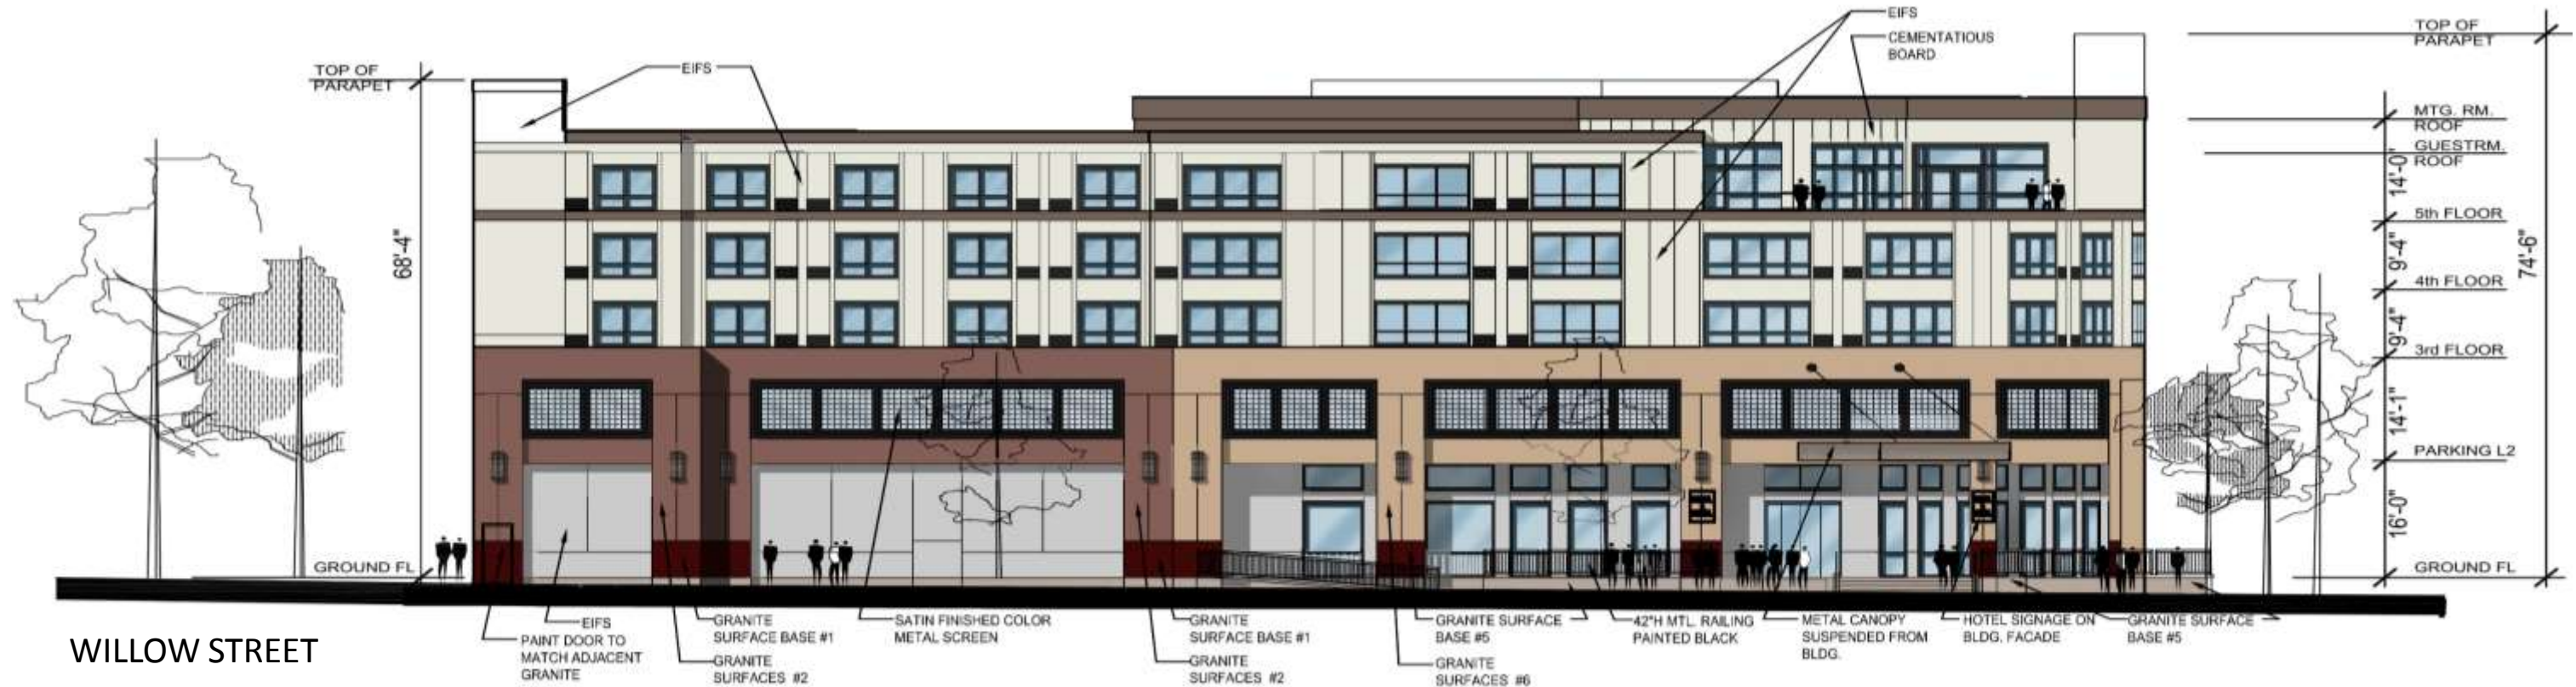 EIFS
CEMENTATIOUS
BOARD
TOP OF
PARAPET
EIFS
TOP OF
PARAPET
MTG. RM.
ROOF
GUESTRM.
ROOF
14'-0"
5th FLOOR
68'-4"
9'-4"
74'-6"
4th FLOOR
9'-4"
3rd FLOOR
14'-1"
PARKING L2
16'-0"
GROUND FL
GROUND FL
EIFS
PAINT DOOR TO
MATCH ADJACENT
GRANITE
GRANITE
SURFACE BASE #1
GRANITE
SURFACES #2
SATIN FINISHED COLOR
METAL SCREEN
GRANITE
SURFACE BASE #1
GRANITE
SURFACES #2
GRANITE SURFACE
BASE #5
GRANITE
SURFACES #6
42"H MTL. RAILING
PAINTED BLACK
METAL CANOPY
SUSPENDED FROM
BLDG.
HOTEL SIGNAGE ON
BLDG. FACADE
GRANITE SURFACE
BASE #5
WILLOW STREET